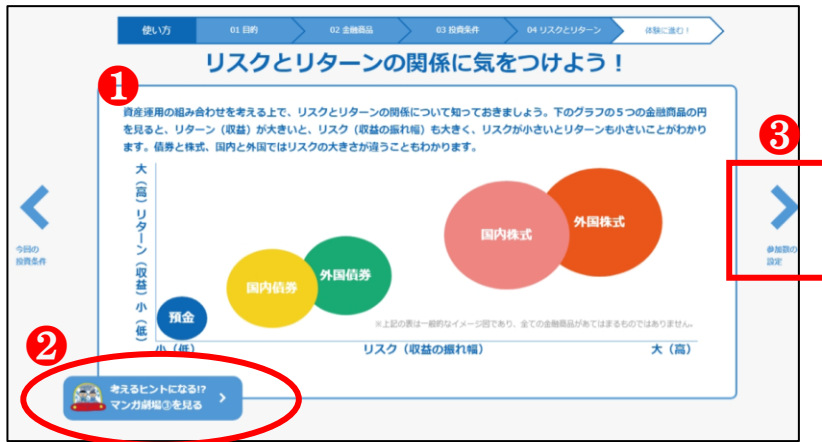 使い方
01 目的
02 金融商品
03 投資条件
04 リスクとリターン
体験に進む！
リスクとリターンの関係に気をつけよう！
1
資産運用の組み合わせを考える上で、リスクとリターンの関係について知っておきましょう。下のグラフの５つの金融商品の円
を見ると、リターン（収益）が大きいと、リスク（収益の振れ幅）も大きく、リスクが小さいとリターンも小さいことがわかり
ます。債券と株式、国内と外国ではリスクの大きさが違うこともわかります。
3
大（高）リターン（収益）小（低）
外国株式
国内株式
外国債券
国内債券
預金
※上記の表は一般的なイメージ図であり、全ての金融商品があてはまるものではありません。
小（低）
リスク（収益の振れ幅）
大（高）
今回の
投資条件
参加数の
設定
2
考えるヒントになる!?
マンガ劇場③を見る